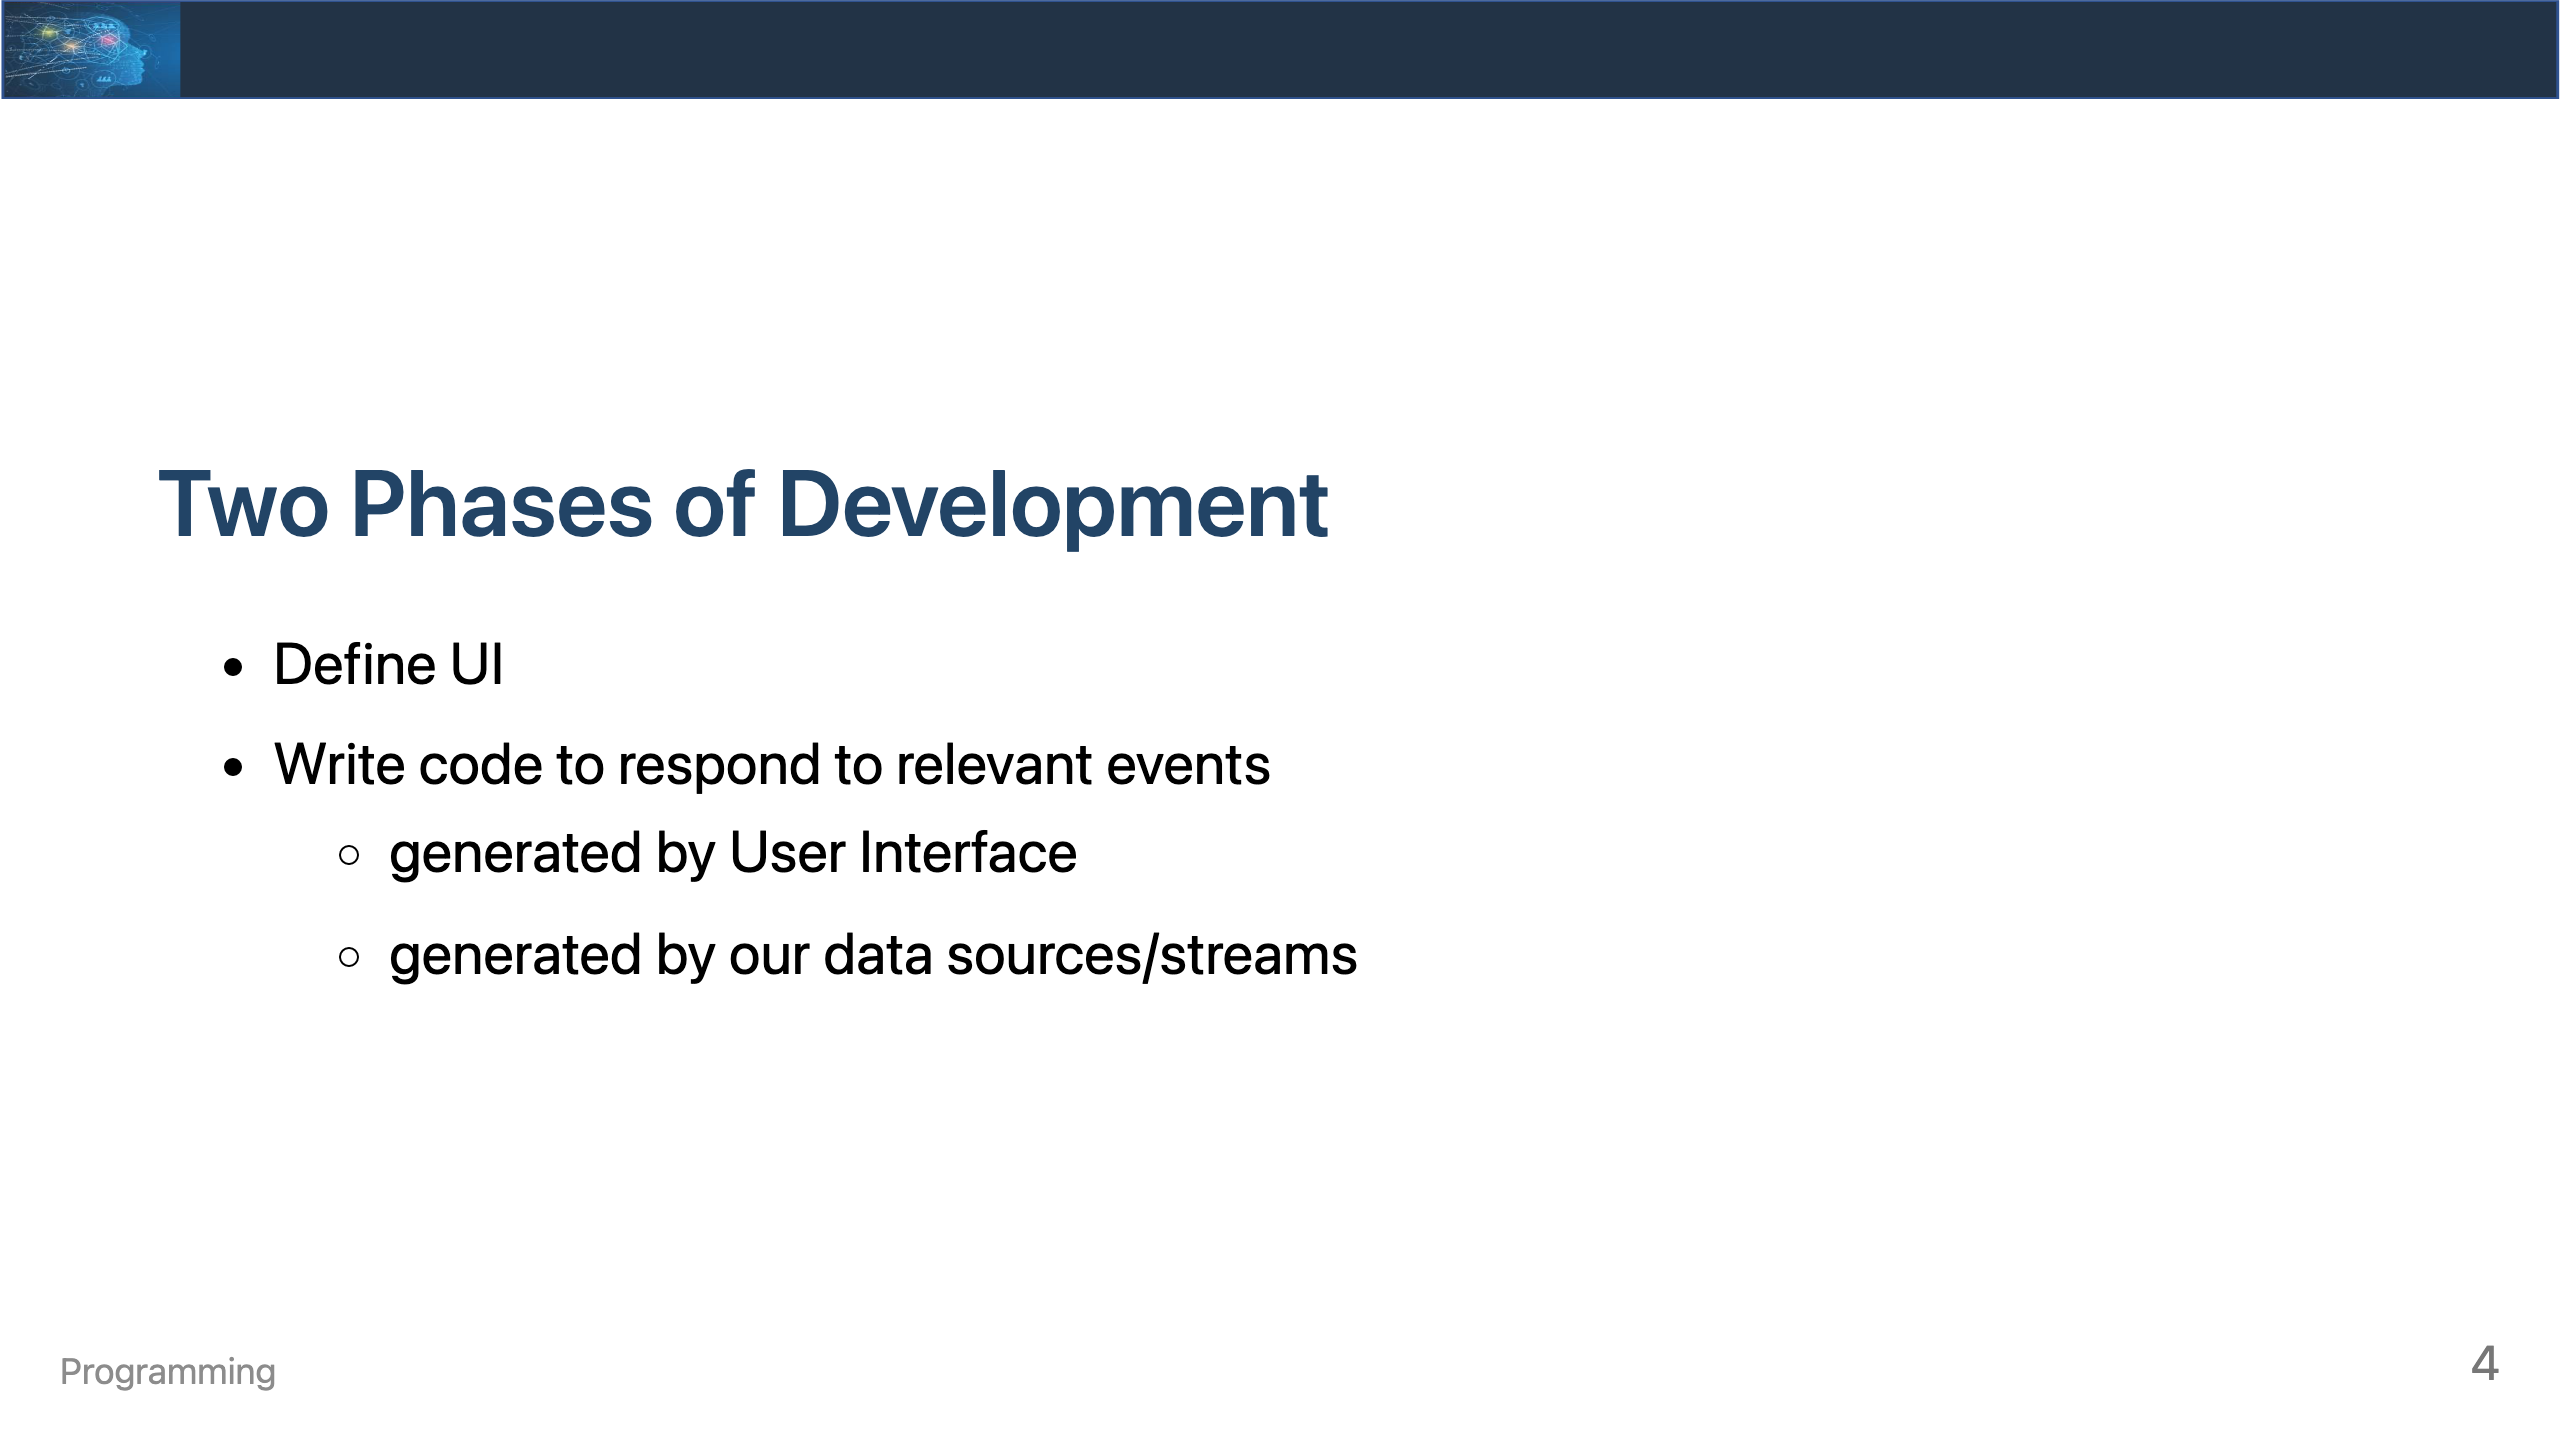 Two Phases of Development
• Define UI
• Write code to respond to relevant events
○ generated by User Interface
○ generated by our data sources/streams
Programming
4